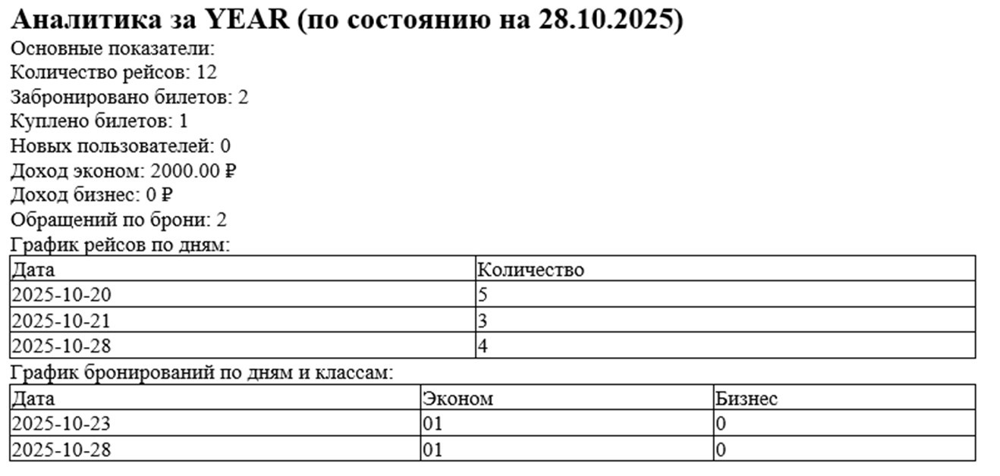 Аналитика за YEAR (по состоянию на 28.10.2025)
Основные показатели:
Количество рейсов: 12
Забронировано билетов: 2
Куплено билетов: 1
Новых пользователей: 0
Доход эконом: 2000.00 ₽
Доход бизнес: 0 ₽
Обращений по брони: 2
График рейсов по дням:
Дата Количество
2025-10-20 5
2025-10-21 3
2025-10-28 4
График бронирований по дням и классам:
Дата Эконом Бизнес
2025-10-23 01 0
2025-10-28 01 0